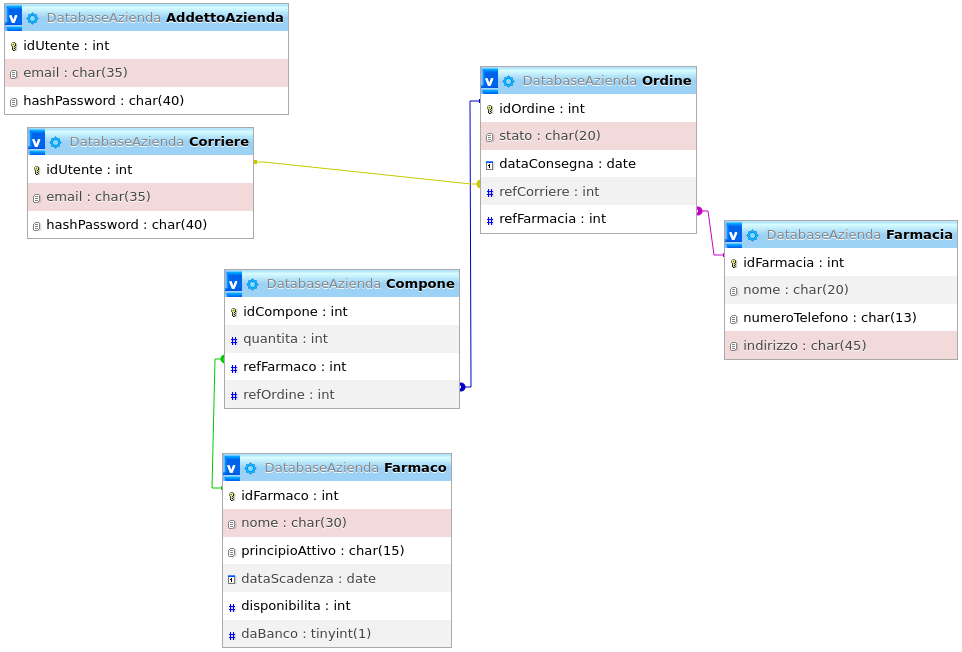 v DatabaseAzienda AddettoAzienda
idUtente : int
email : char(35)
hashPassword : char(40)
v DatabaseAzienda Corriere
idUtente : int
email : char(35)
hashPassword : char(40)
v DatabaseAzienda Ordine
idOrdine : int
stato : char(20)
dataConsegna : date
# refCorriere : int
# refFarmacia : int
v DatabaseAzienda Farmacia
idFarmacia : int
nome : char(20)
numeroTelefono : char(13)
indirizzo : char(45)
v DatabaseAzienda Compone
idCompone : int
# quantita : int
# refFarmaco : int
# refOrdine : int
v DatabaseAzienda Farmaco
idFarmaco : int
nome : char(30)
principioAttivo : char(15)
dataScadenza : date
# disponibilita : int
# daBanco : tinyint(1)